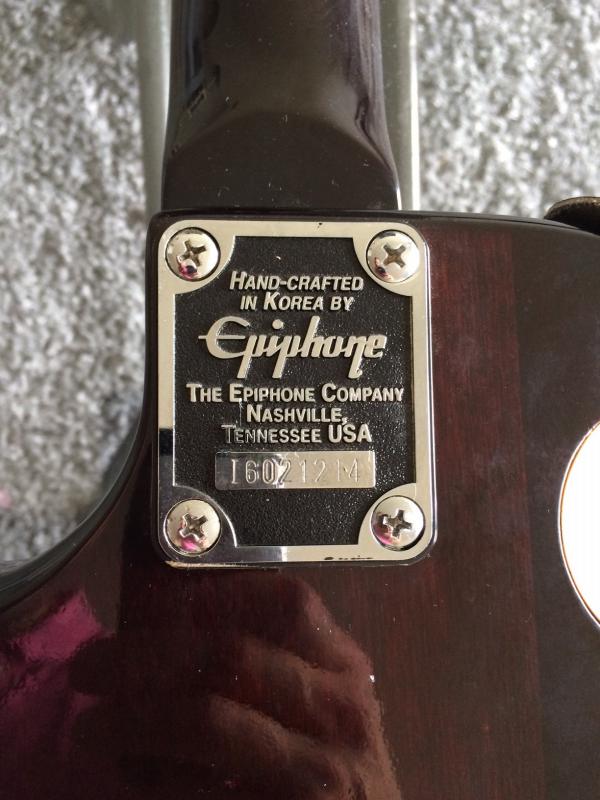 HAND-CRAFTED
IN KOREA BY
Epiphone
THE EPIPHONE COMPANY
NASHVILLE,
TENNESSEE USA
I6021214